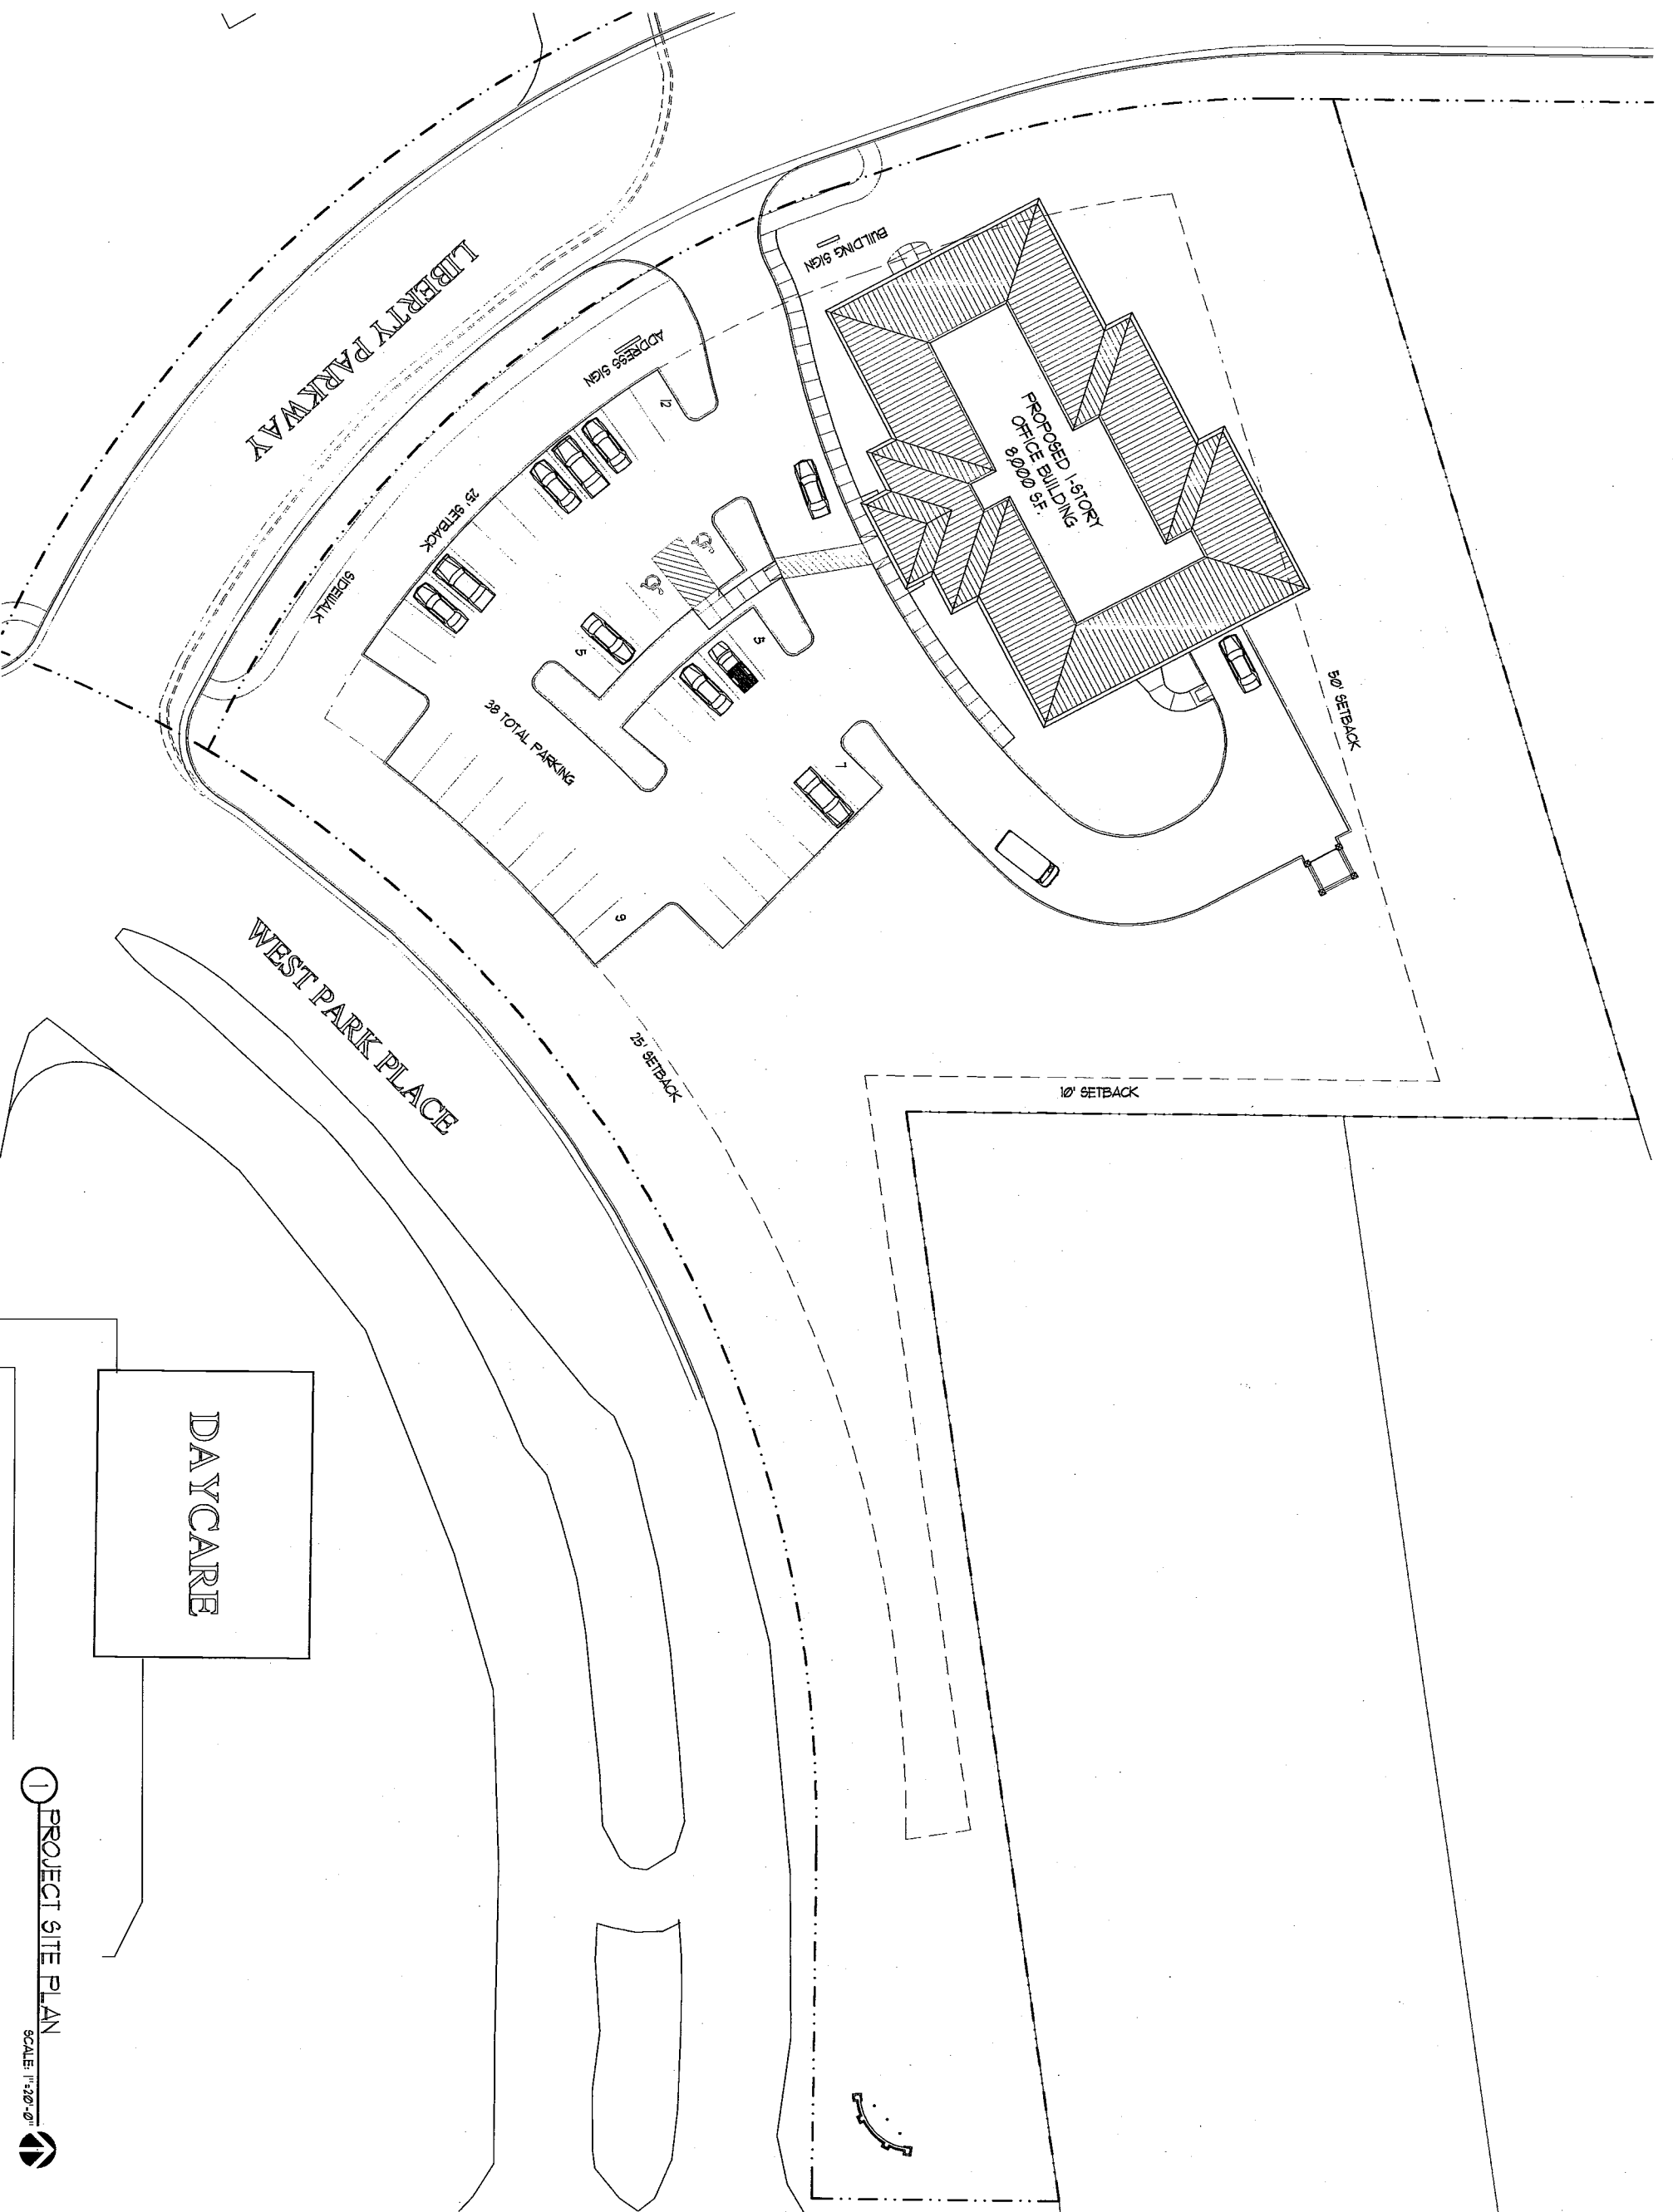 LIBERTY PARKWAY
BUILDING SIGN
ADDRESS SIGN
12
PROPOSED 1-STORY
OFFICE BUILDING
8,000 S.F.
25' SETBACK
SIDEWALK
5
5
38 TOTAL PARKING
7
9
50' SETBACK
WEST PARK PLACE
25' SETBACK
10' SETBACK
DAYCARE
1
PROJECT SITE PLAN
SCALE: 1"=20'-0"